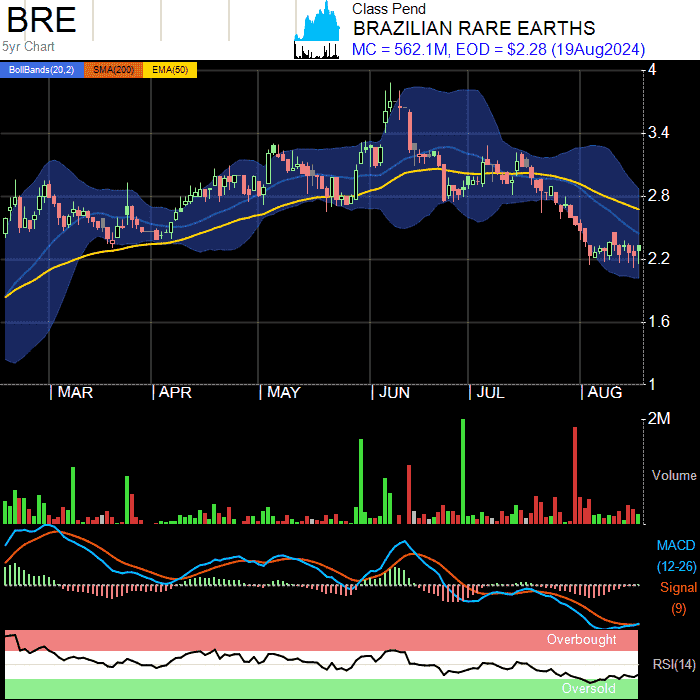 BRE
5yr Chart
Class Pend
BRAZILIAN RARE EARTHS
MC = 562.1M, EOD = $2.28 (19Aug2024)
BollBands(20,2) SMA(200) EMA(50)
4
3.4
2.8
2.2
1.6
1
MAR APR MAY JUN JUL AUG
2M
Volume
MACD
(12-26)
Signal
(9)
Overbought
RSI(14)
Oversold